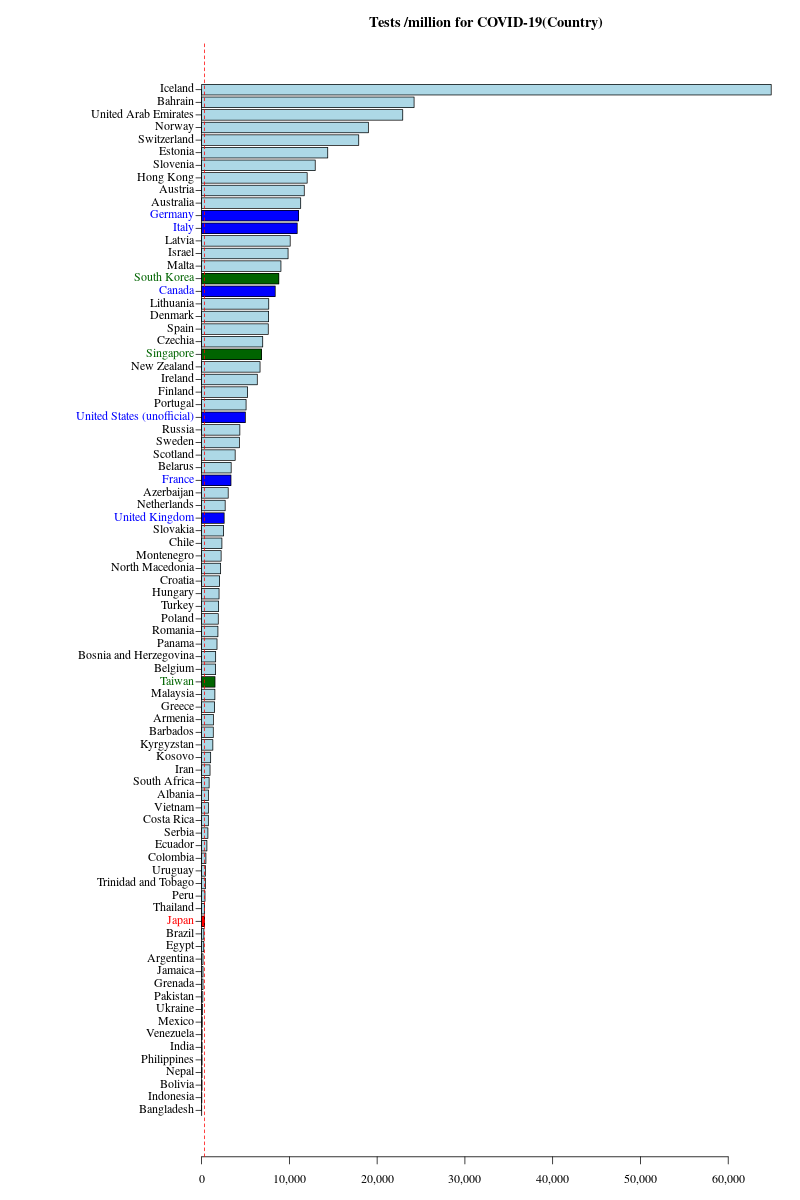 Tests /million for COVID-19(Country)
Iceland
Bahrain
United Arab Emirates
Norway
Switzerland
Estonia
Slovenia
Hong Kong
Austria
Australia
Germany
Italy
Latvia
Israel
Malta
South Korea
Canada
Lithuania
Denmark
Spain
Czechia
Singapore
New Zealand
Ireland
Finland
Portugal
United States (unofficial)
Russia
Sweden
Scotland
Belarus
France
Azerbaijan
Netherlands
United Kingdom
Slovakia
Chile
Montenegro
North Macedonia
Croatia
Hungary
Turkey
Poland
Romania
Panama
Bosnia and Herzegovina
Belgium
Taiwan
Malaysia
Greece
Armenia
Barbados
Kyrgyzstan
Kosovo
Iran
South Africa
Albania
Vietnam
Costa Rica
Serbia
Ecuador
Colombia
Uruguay
Trinidad and Tobago
Peru
Thailand
Japan
Brazil
Egypt
Argentina
Jamaica
Grenada
Pakistan
Ukraine
Mexico
Venezuela
India
Philippines
Nepal
Bolivia
Indonesia
Bangladesh
0 10,000 20,000 30,000 40,000 50,000 60,000